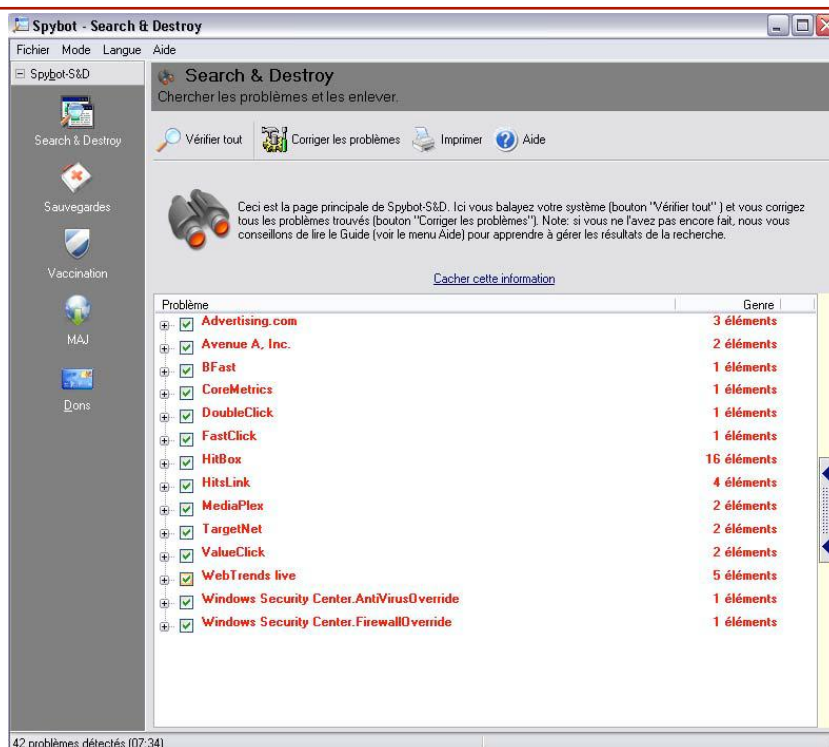 Spybot - Search & Destroy
Fichier Mode Langue Aide
Spybot-S&D
Search & Destroy
Chercher les problèmes et les enlever.
Search & Destroy
Sauvegardes
Vaccination
MAJ
Dons
Vérifier tout Corriger les problèmes Imprimer Aide
Ceci est la page principale de Spybot-S&D. Ici vous balayez votre système (bouton "Vérifier tout" ) et vous corrigez
tous les problèmes trouvés (bouton "Corriger les problèmes"). Note: si vous ne l'avez pas encore fait, nous vous
conseillons de lire le Guide (voir le menu Aide) pour apprendre à gérer les résultats de la recherche.
Cacher cette information
Problème Genre
Advertising.com 3 éléments
Avenue A, Inc. 2 éléments
BFast 1 éléments
CoreMetrics 1 éléments
DoubleClick 1 éléments
FastClick 1 éléments
HitBox 16 éléments
HitsLink 4 éléments
MediaPlex 2 éléments
TargetNet 2 éléments
ValueClick 2 éléments
WebTrends live 5 éléments
Windows Security Center.AntiVirusOverride 1 éléments
Windows Security Center.FirewallOverride 1 éléments
42 problèmes détectés (07:34)